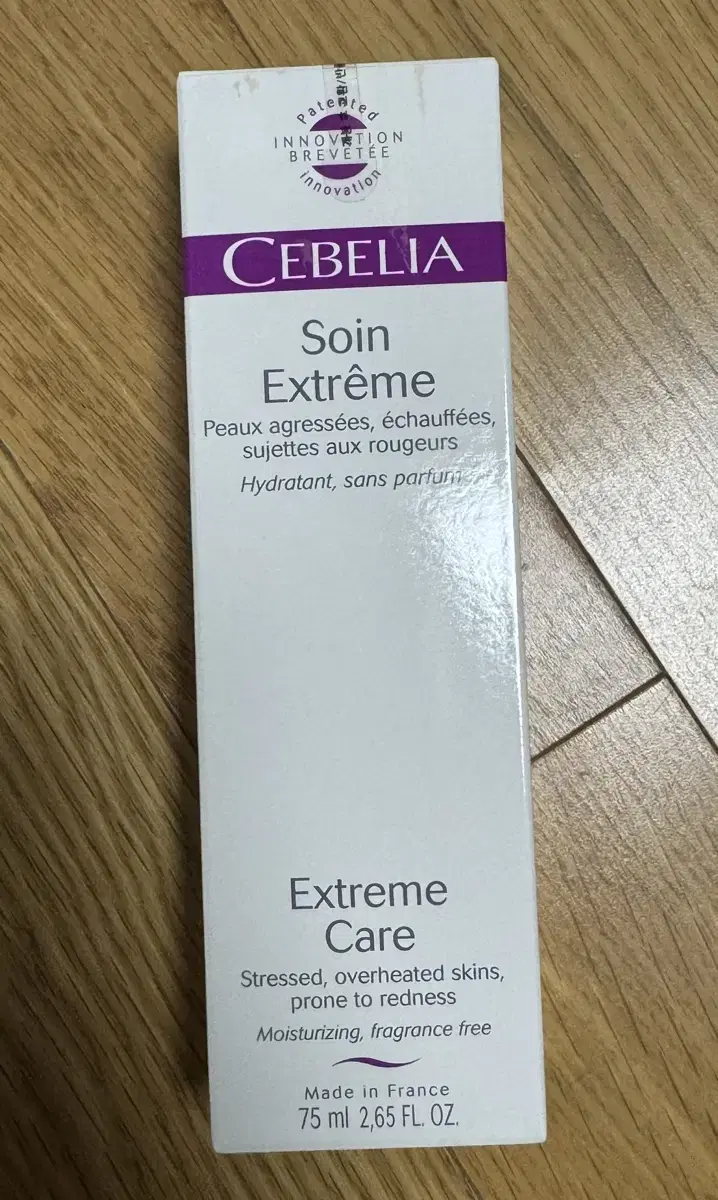 Patented
INNOVATION
BREVETÉE
innovation
CEBELIA
Soin
Extrême
Peaux agressées, échauffées,
sujettes aux rougeurs
Hydratant, sans parfum
Extreme
Care
Stressed, overheated skins,
prone to redness
Moisturizing, fragrance free
Made in France
75 ml 2,65 FL. OZ.